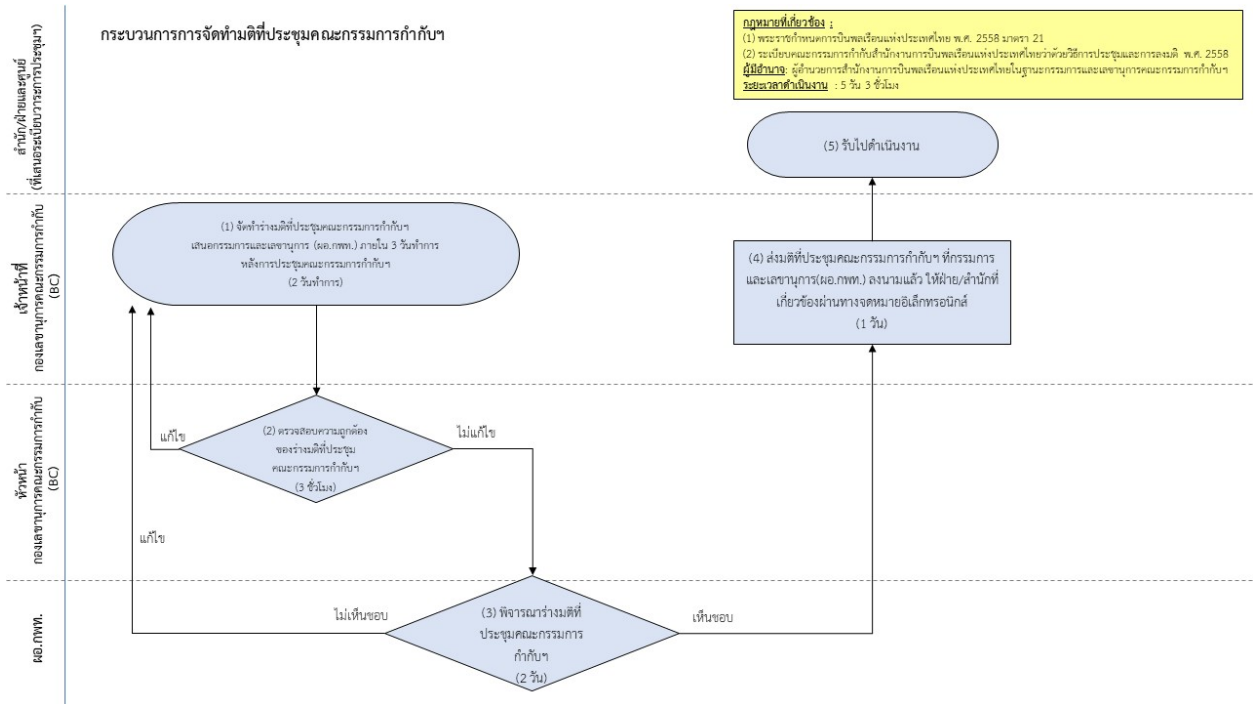 กระบวนการการจัดทำมติที่ประชุมคณะกรรมการกำกับฯ
กฎหมายที่เกี่ยวข้อง :
(1) พระราชกำหนดการบินพลเรือนแห่งประเทศไทย พ.ศ. 2558 มาตรา 21
(2) ระเบียบคณะกรรมการกำกับสำนักงานการบินพลเรือนแห่งประเทศไทยว่าด้วยวิธีการประชุมและการลงมติ พ.ศ. 2558
ผู้มีอำนาจ: ผู้อำนวยการสำนักงานการบินพลเรือนแห่งประเทศไทยในฐานะกรรมการและเลขานุการคณะกรรมการกำกับฯ
ระยะเวลาดำเนินงาน : 5 วัน 3 ชั่วโมง
สำนัก/ฝ่ายและศูนย์
(ที่เสนอระเบียบวาระการประชุมฯ)
(5) รับไปดำเนินงาน
เจ้าหน้าที่
กองเลขานุการคณะกรรมการกำกับ
(BC)
(1) จัดทำร่างมติที่ประชุมคณะกรรมการกำกับฯ
เสนอกรรมการและเลขานุการ (ผอ.กพท.) ภายใน 3 วันทำการ
หลังการประชุมคณะกรรมการกำกับฯ
(2 วันทำการ)
(4) ส่งมติที่ประชุมคณะกรรมการกำกับฯ ที่กรรมการ
และเลขานุการ(ผอ.กพท.) ลงนามแล้ว ให้ฝ่าย/สำนักที่
เกี่ยวข้องผ่านทางจดหมายอิเล็กทรอนิกส์
(1 วัน)
หัวหน้า
กองเลขานุการคณะกรรมการกำกับ
(BC)
แก้ไข
(2) ตรวจสอบความถูกต้อง
ของร่างมติที่ประชุม
คณะกรรมการกำกับฯ
(3 ชั่วโมง)
ไม่แก้ไข
แก้ไข
ผอ.กพท.
ไม่เห็นชอบ
(3) พิจารณาร่างมติที่
ประชุมคณะกรรมการ
กำกับฯ
(2 วัน)
เห็นชอบ